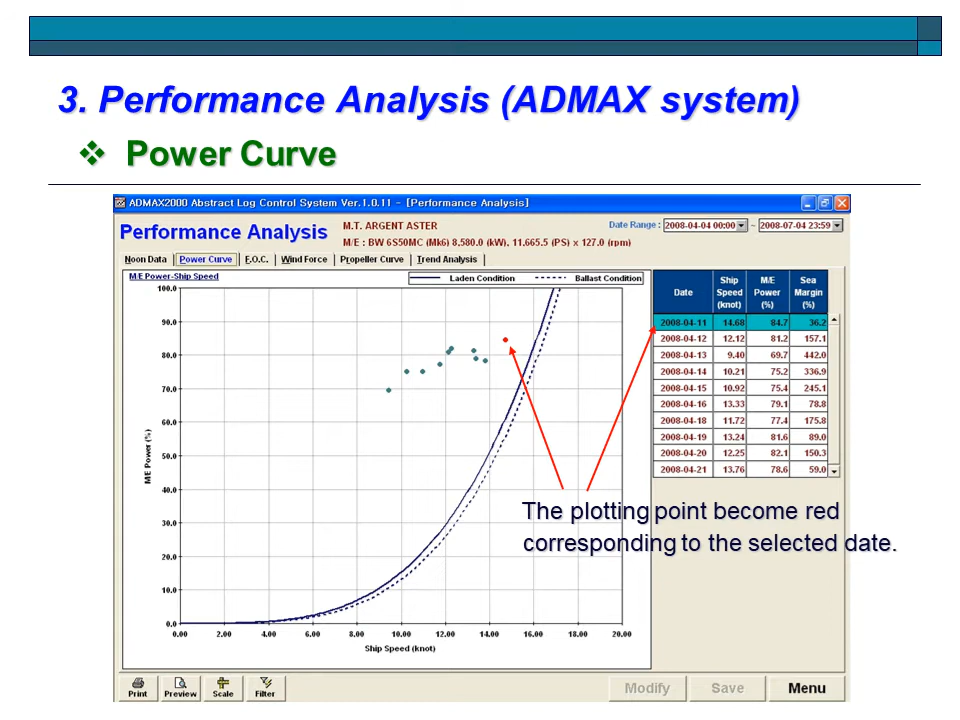 3. Performance Analysis (ADMAX system)
Power Curve
ADMAX2000 Abstract Log Control System Ver.1.0.11 - [Performance Analysis]
Performance Analysis
M.T. ARGENT ASTER
M/E : BW 6S50MC (Mk6) 8,580.0 (kW), 11,665.5 (PS) x 127.0 (rpm)
Date Range : 2008-04-04 00:00 ~ 2008-07-04 23:59
Noon Data | Power Curve | F.O.C. | Wind Force | Propeller Curve | Trend Analysis |
M/E Power-Ship Speed
Laden Condition Ballast Condition
100.0
90.0
80.0
70.0
60.0
50.0
40.0
30.0
20.0
10.0
0.0
M/E Power (%)
0.00 2.00 4.00 6.00 8.00 10.00 12.00 14.00 16.00 18.00 20.00
Ship Speed (knot)
Date Ship Speed (knot) M/E Power (%) Sea Margin (%)
2008-04-11 14.68 84.7 36.2
2008-04-12 12.12 81.2 157.1
2008-04-13 9.40 69.7 442.0
2008-04-14 10.21 75.2 336.9
2008-04-15 10.92 75.4 245.1
2008-04-16 13.33 79.1 78.8
2008-04-18 11.72 77.4 175.8
2008-04-19 13.24 81.6 89.0
2008-04-20 12.25 82.1 150.3
2008-04-21 13.76 78.6 59.0
The plotting point become red
corresponding to the selected date.
Print Preview Scale Filter Modify Save Menu